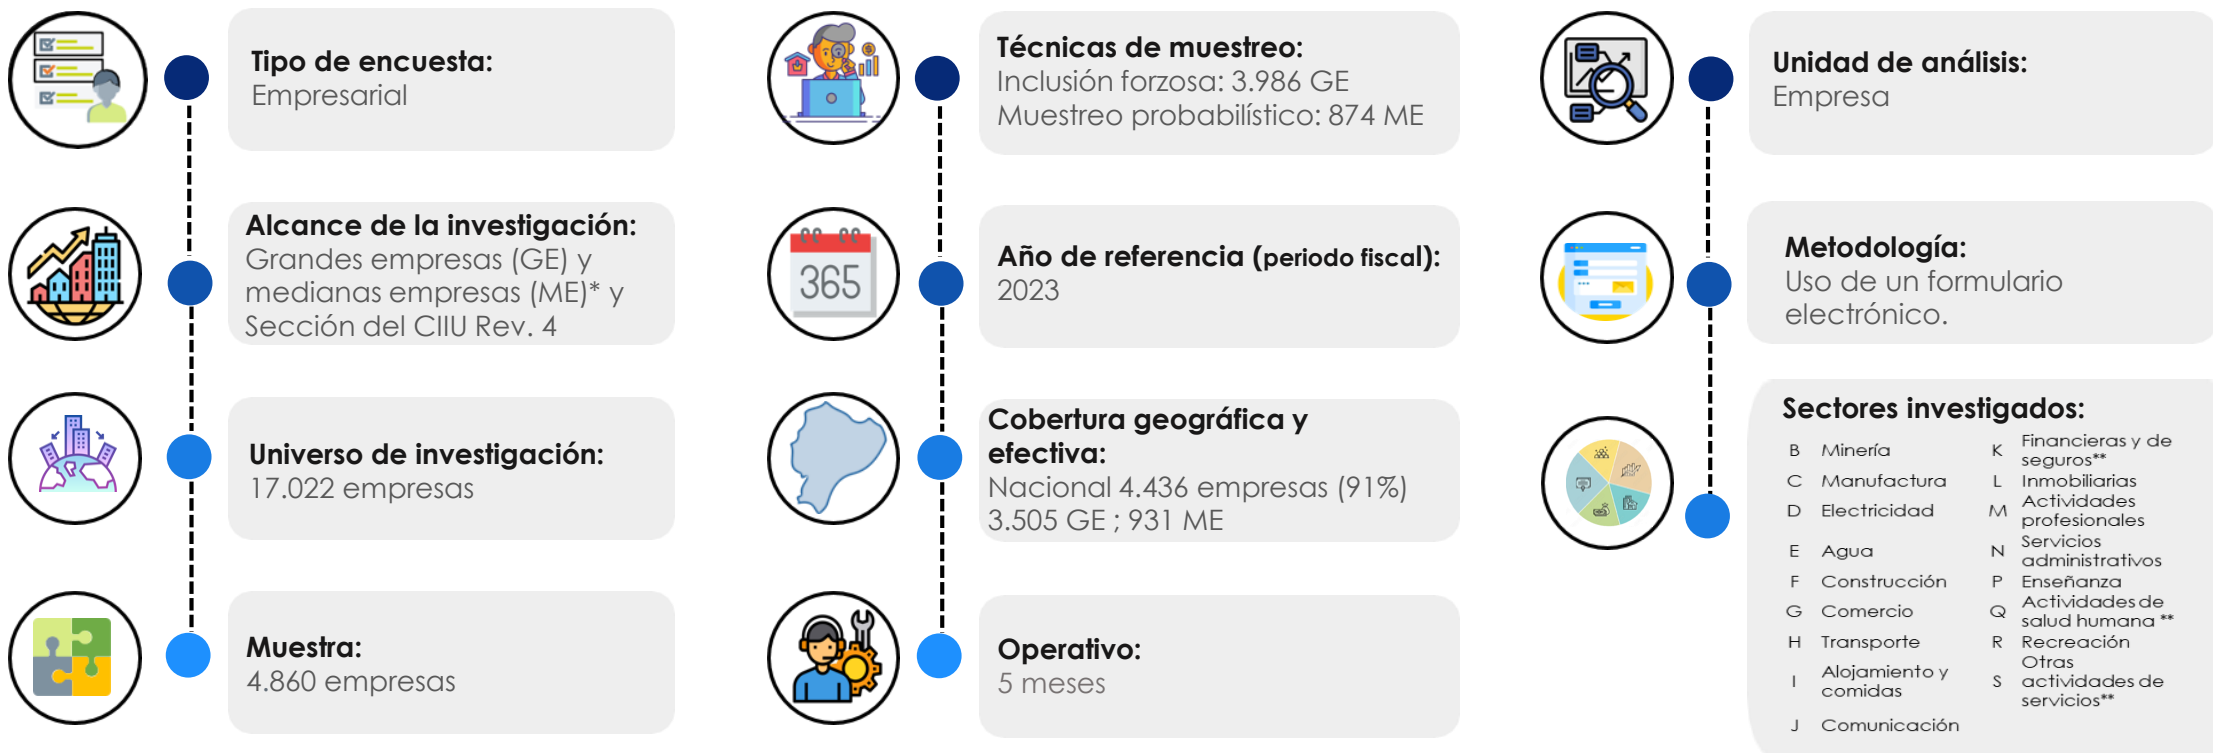 Tipo de encuesta:
Empresarial
Alcance de la investigación:
Grandes empresas (GE) y
medianas empresas (ME)* y
Sección del CIIU Rev. 4
Universo de investigación:
17.022 empresas
Muestra:
4.860 empresas
Técnicas de muestreo:
Inclusión forzosa: 3.986 GE
Muestreo probabilístico: 874 ME
365
Año de referencia (periodo fiscal):
2023
Cobertura geográfica y
efectiva:
Nacional 4.436 empresas (91%)
3.505 GE ; 931 ME
Operativo:
5 meses
Unidad de análisis:
Empresa
Metodología:
Uso de un formulario
electrónico.
Sectores investigados:
B Minería
C Manufactura
D Electricidad
E Agua
F Construcción
G Comercio
H Transporte
I Alojamiento y
comidas
J Comunicación
K Financieras y de
seguros**
L Inmobiliarias
M Actividades
profesionales
N Servicios
administrativos
P Enseñanza
Q Actividades de
salud humana **
R Recreación
S Otras
actividades de
servicios**